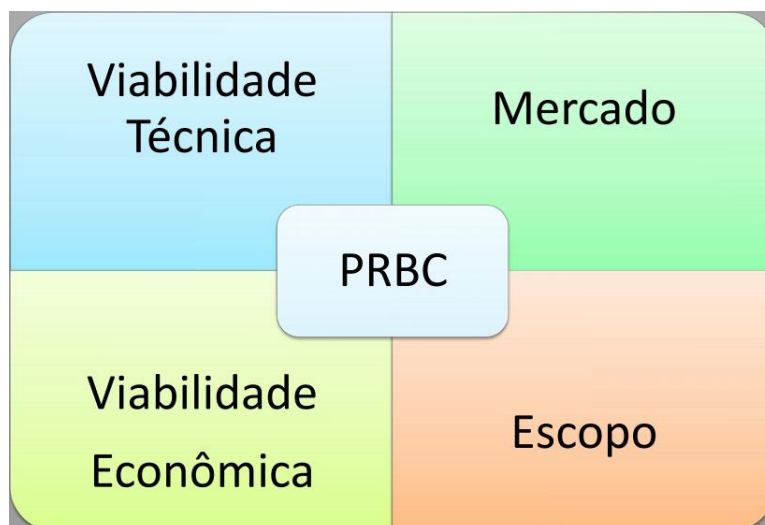 Viabilidade
Técnica
Mercado
PRBC
Viabilidade
Econômica
Escopo